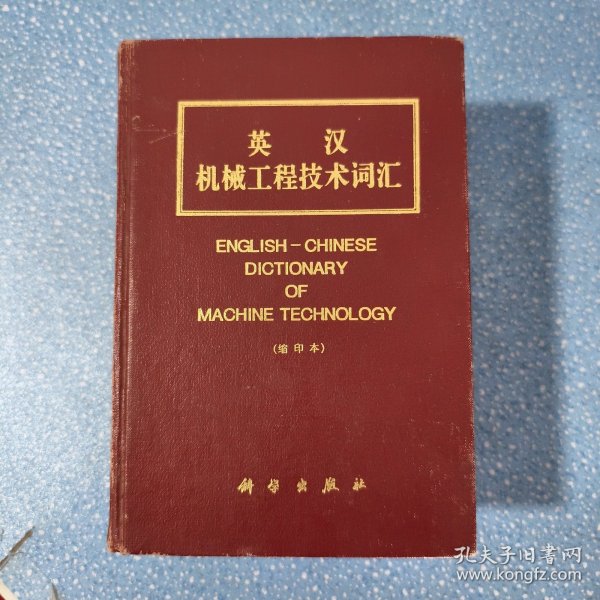 英 汉
机械工程技术词汇
ENGLISH-CHINESE
DICTIONARY
OF
MACHINE TECHNOLOGY
(缩印本)
科学出版社
孔夫子旧书网
www.kongfz.com